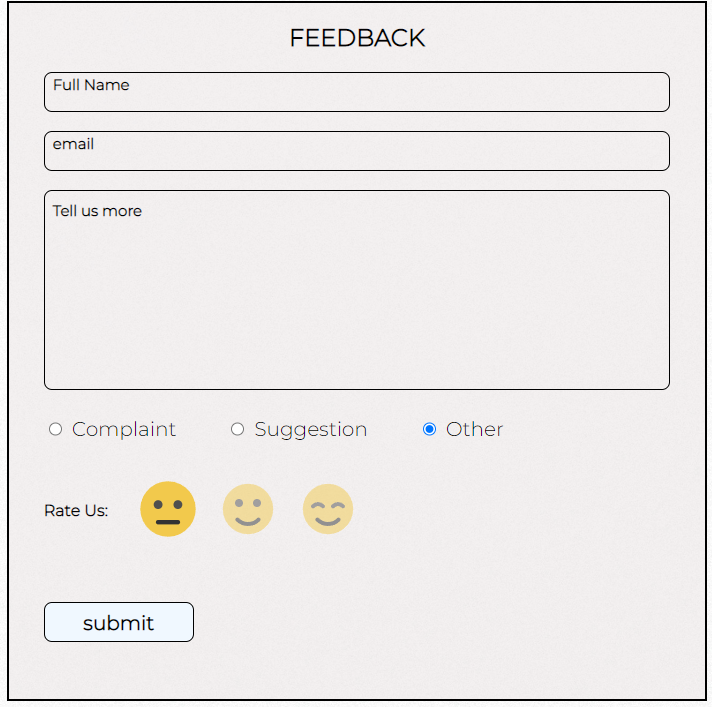 FEEDBACK
Full Name
email
Tell us more
Complaint Suggestion Other
Rate Us:
submit